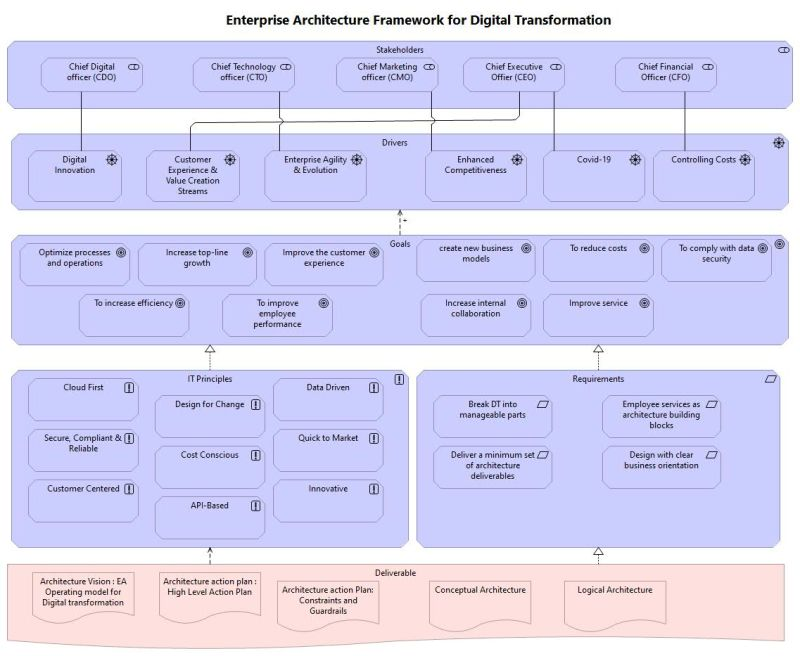 Enterprise Architecture Framework for Digital Transformation
Stakeholders
Chief Digital
officer (CDO)
Chief Technology
officer (CTO)
Chief Marketing
officer (CMO)
Chief Executive
Offier (CEO)
Chief Financial
Officer (CFO)
Drivers
Digital
Innovation
Customer
Experience &
Value Creation
Streams
Enterprise Agility
& Evolution
Enhanced
Competitiveness
Covid-19
Controlling Costs
+
Goals
Optimize processes
and operations
Increase top-line
growth
Improve the customer
experience
create new business
models
To reduce costs
To comply with data
security
To increase efficiency
To improve
employee
performance
Increase internal
collaboration
Improve service
IT Principles
Cloud First
Design for Change
Data Driven
Secure, Compliant &
Reliable
Cost Conscious
Quick to Market
Customer Centered
API-Based
Innovative
Requirements
Break DT into
manageable parts
Employee services as
architecture building
blocks
Deliver a minimum set
of architecture
deliverables
Design with clear
business orientation
Deliverable
Architecture Vision : EA
Operating model for
Digital transformation
Architecture action plan :
High Level Action Plan
Architecture action Plan:
Constraints and
Guardrails
Conceptual Architecture
Logical Architecture